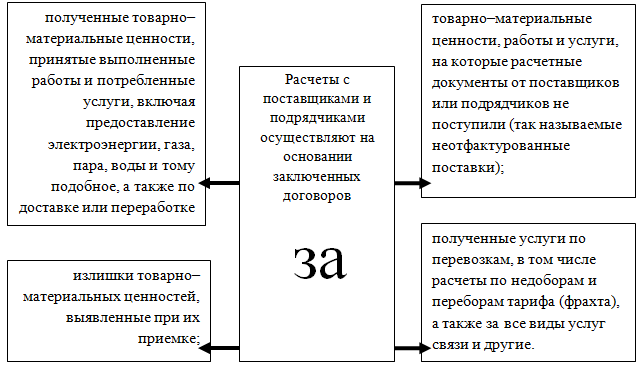 полученные товарно–
материальные ценности,
принятые выполненные
работы и потребленные
услуги, включая
предоставление
электроэнергии, газа,
пара, воды и тому
подобное, а также по
доставке или переработке
Расчеты с
поставщиками и
подрядчиками
осуществляют на
основании
заключенных
договоров
за
товарно–материальные
ценности, работы и услуги,
на которые расчетные
документы от поставщиков
или подрядчиков не
поступили (так называемые
неотфактурованные
поставки);
излишки товарно–
материальных ценностей,
выявленные при их
приемке;
полученные услуги по
перевозкам, в том числе
расчеты по недоборам и
переборам тарифа (фрахта),
а также за все виды услуг
связи и другие.